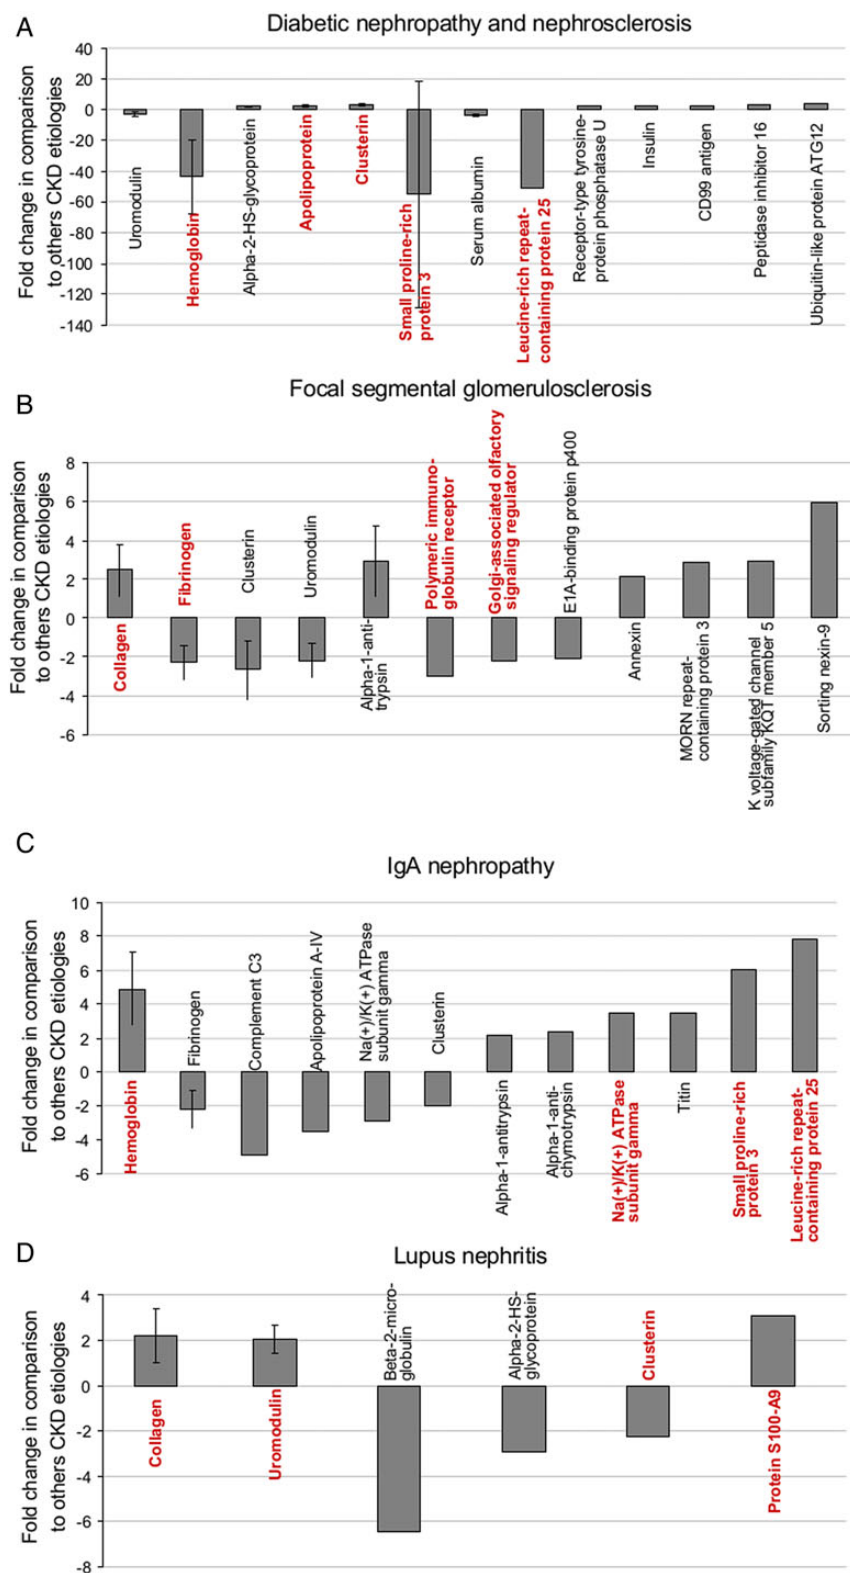 A
Diabetic nephropathy and nephrosclerosis
Fold change in comparison
to others CKD etiologies
40
20
0
-20
-40
-60
-80
-100
-120
-140
Uromodulin
Hemoglobin
Alpha-2-HS-glycoprotein
Apolipoprotein
Clusterin
Small proline-rich
protein 3
Serum albumin
Leucine-rich repeat-
containing protein 25
Receptor-type tyrosine-
protein phosphatase U
Insulin
CD99 antigen
Peptidase inhibitor 16
Ubiquitin-like protein ATG12
B
Focal segmental glomerulosclerosis
Fold change in comparison
to others CKD etiologies
8
6
4
2
0
-2
-4
-6
Collagen
Fibrinogen
Clusterin
Uromodulin
Alpha-1-anti-
trypsin
Polymeric immuno-
globulin receptor
Golgi-associated olfactory
signaling regulator
E1A-binding protein p400
Annexin
MORN repeat-
containing protein 3
K voltage-gated channel
subfamily KQT member 5
Sorting nexin-9
C
IgA nephropathy
Fold change in comparison
to others CKD etiologies
10
8
6
4
2
0
-2
-4
-6
Hemoglobin
Fibrinogen
Complement C3
Apolipoprotein A-IV
Na(+)/K(+) ATPase
subunit gamma
Clusterin
Alpha-1-antitrypsin
Alpha-1-anti-
chymotrypsin
Na(+)/K(+) ATPase
subunit gamma
Titin
Small proline-rich
protein 3
Leucine-rich repeat-
containing protein 25
D
Lupus nephritis
Fold change in comparison
to others CKD etiologies
4
2
0
-2
-4
-6
-8
Collagen
Uromodulin
Beta-2-micro-
globulin
Alpha-2-HS-
glycoprotein
Clusterin
Protein S100-A9